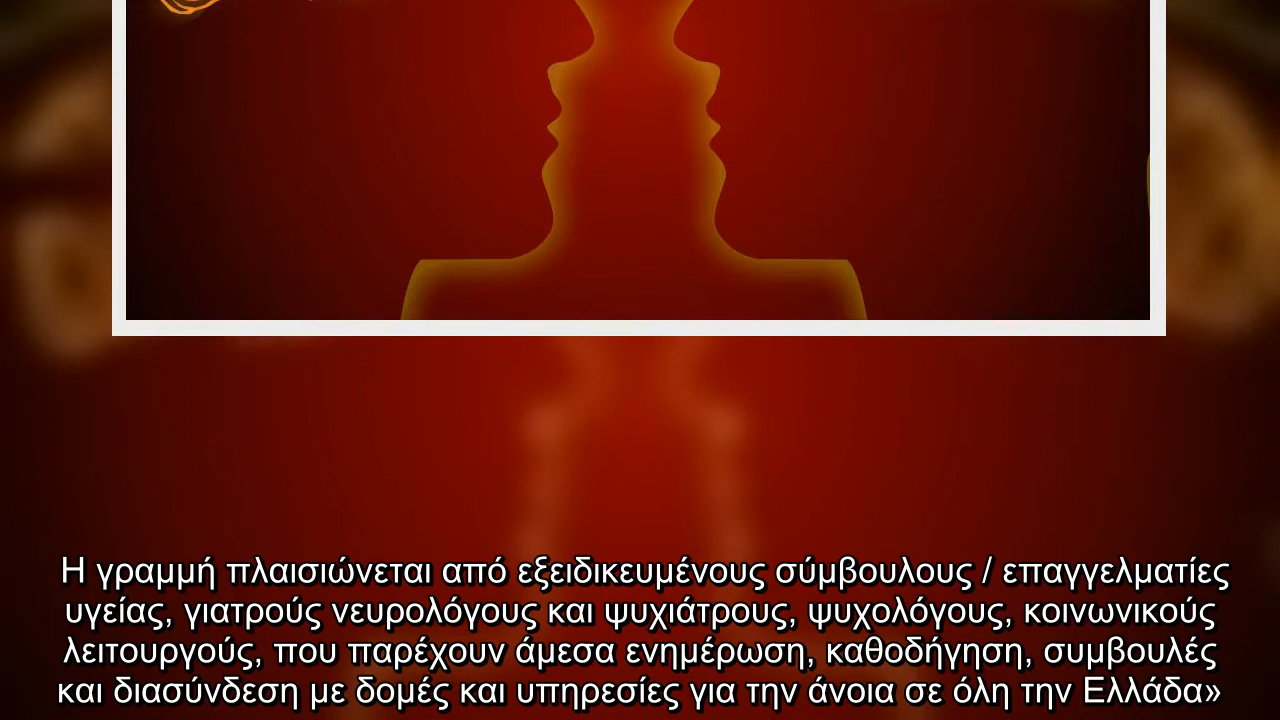 Η γραμμή πλαισιώνεται από εξειδικευμένους σύμβουλους / επαγγελματίες
υγείας, γιατρούς νευρολόγους και ψυχιάτρους, ψυχολόγους, κοινωνικούς
λειτουργούς, που παρέχουν άμεσα ενημέρωση, καθοδήγηση, συμβουλές
και διασύνδεση με δομές και υπηρεσίες για την άνοια σε όλη την Ελλάδα»